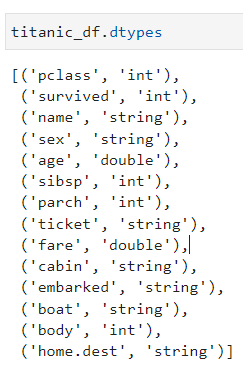 titanic_df.dtypes
[('pclass', 'int'),
('survived', 'int'),
('name', 'string'),
('sex', 'string'),
('age', 'double'),
('sibsp', 'int'),
('parch', 'int'),
('ticket', 'string'),
('fare', 'double'),
('cabin', 'string'),
('embarked', 'string'),
('boat', 'string'),
('body', 'int'),
('home.dest', 'string')]